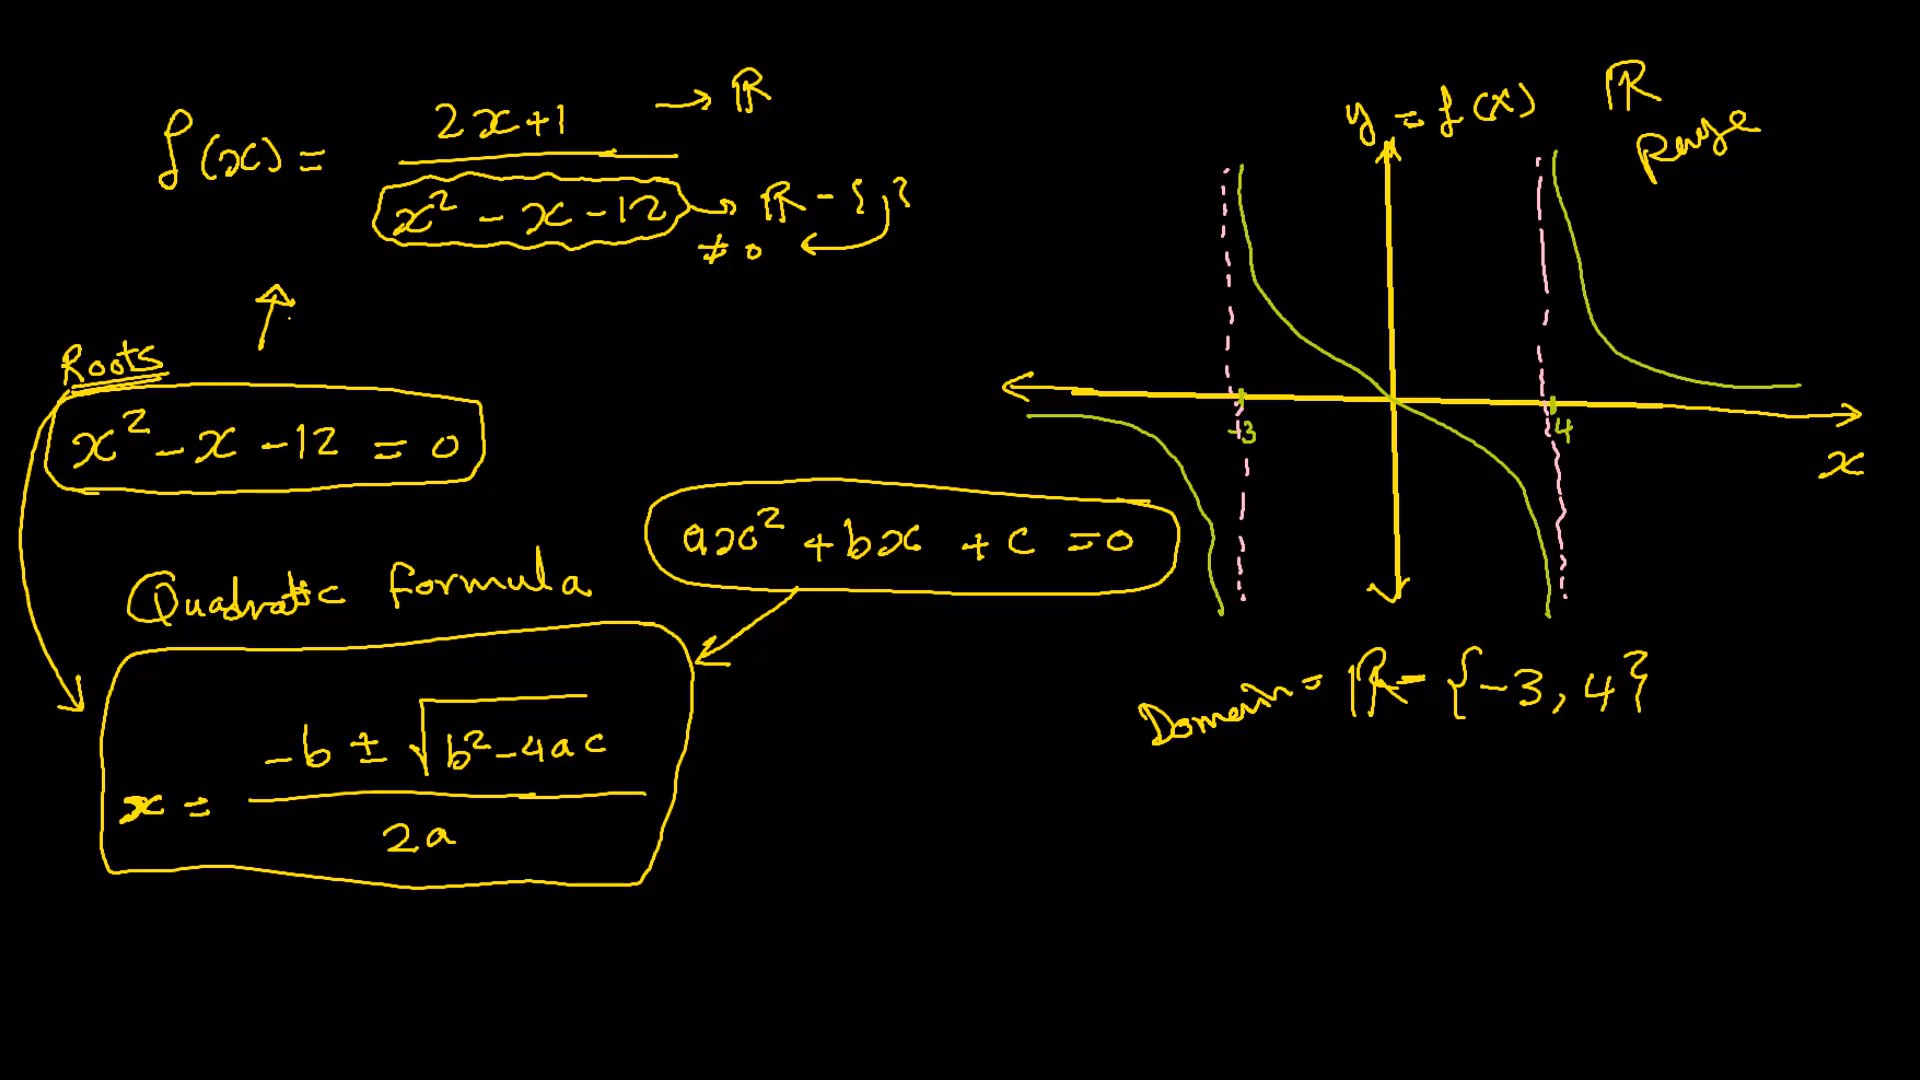 f(x) = (2x+1)/(x² - x - 12)
→ ℝ
→ ℝ - { , }
≠ 0
Roots
x² - x - 12 = 0
Quadratic formula
ax² + bx + c = 0
x = (-b ± √(b² - 4ac))/(2a)
y = f(x)
ℝ
Range
-3
4
x
Domain = ℝ - {-3, 4}